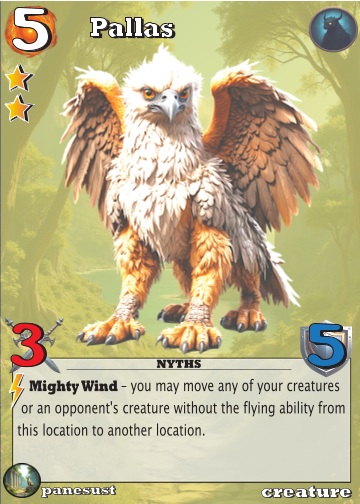 5 Pallas
3
5
NYTHS
Mighty Wind - you may move any of your creatures
or an opponent's creature without the flying ability from
this location to another location.
panesust
creature